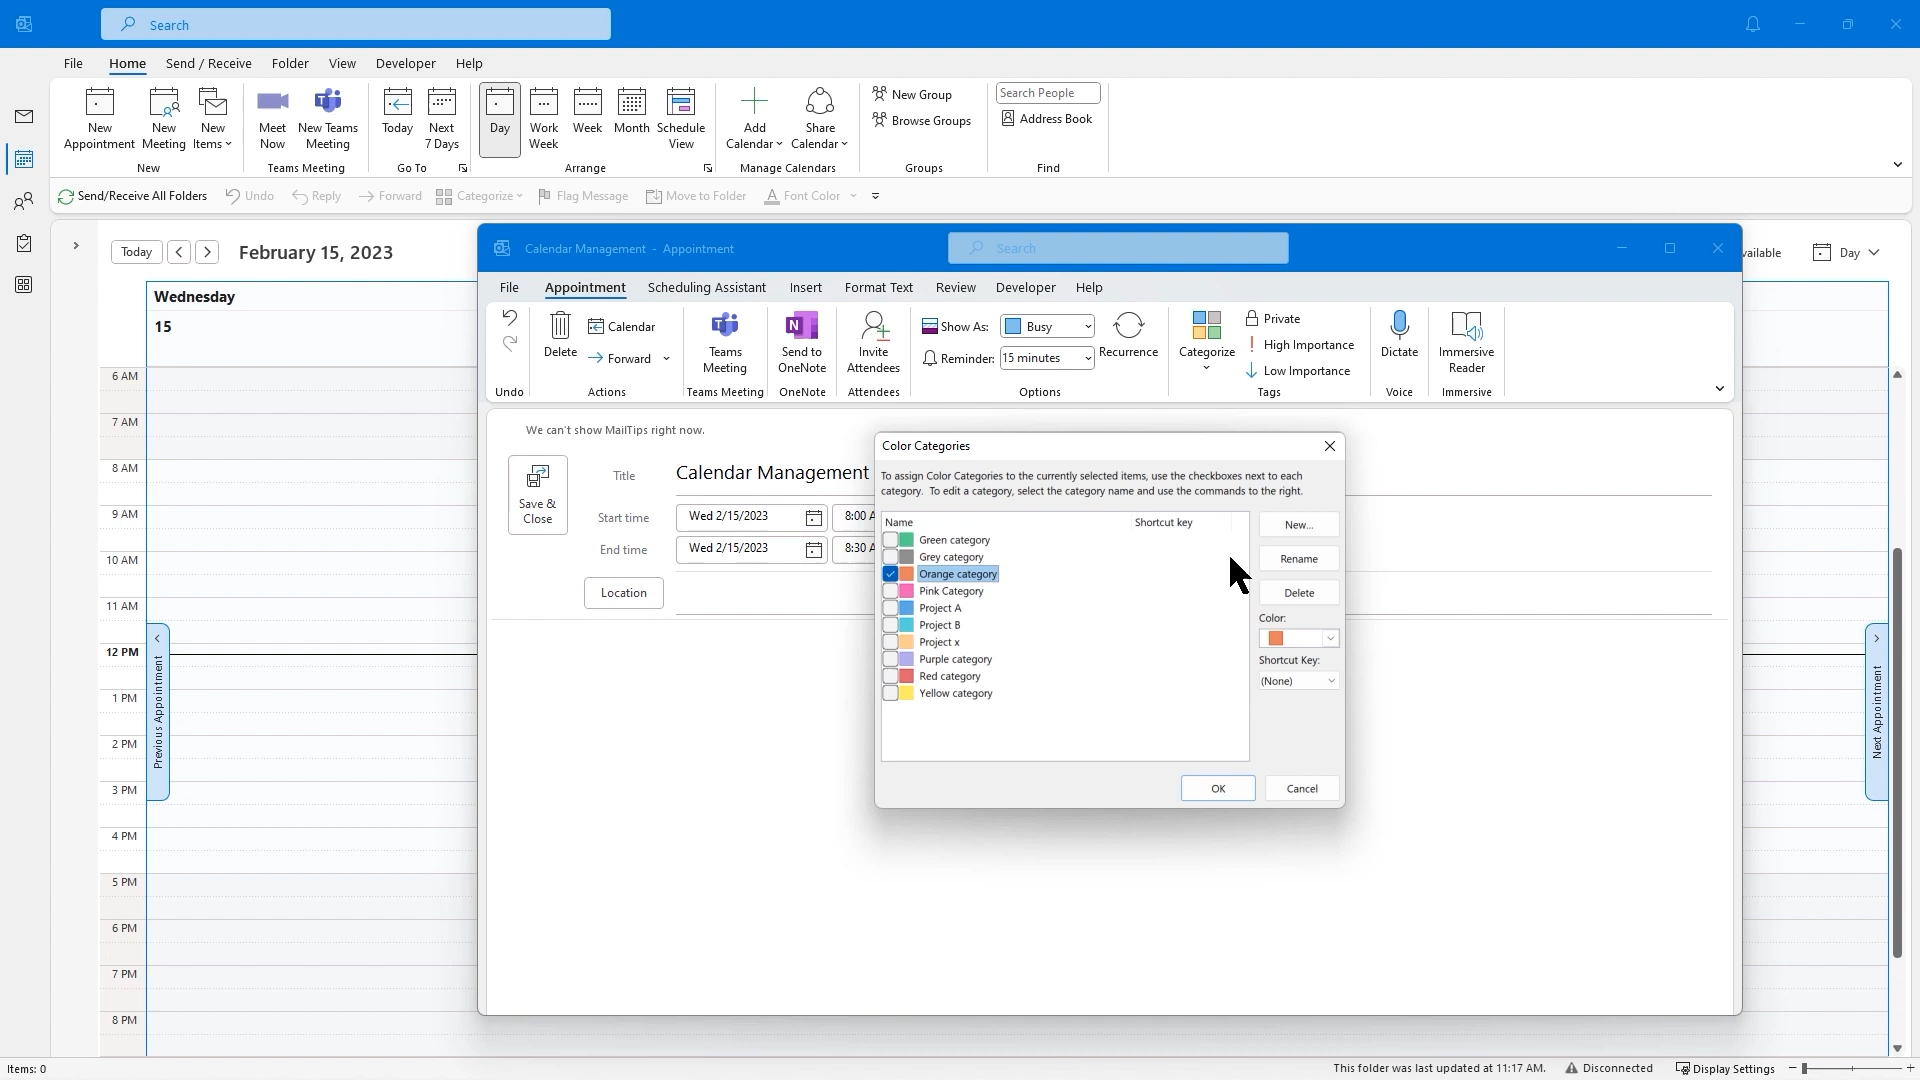 Search
File Home Send / Receive Folder View Developer Help
New Appointment
New Meeting
New Items
New
Meet Now
New Teams Meeting
Teams Meeting
Today
Next 7 Days
Go To
Day
Work Week
Week
Month
Schedule View
Arrange
Add Calendar
Share Calendar
Manage Calendars
New Group
Browse Groups
Groups
Search People
Address Book
Find
Send/Receive All Folders Undo Reply Forward Categorize Flag Message Move to Folder Font Color
Today February 15, 2023
vailable Day
Wednesday
15
6 AM
7 AM
8 AM
9 AM
10 AM
11 AM
12 PM
1 PM
2 PM
3 PM
4 PM
5 PM
6 PM
7 PM
8 PM
Previous Appointment
Next Appointment
Calendar Management - Appointment Search
File Appointment Scheduling Assistant Insert Format Text Review Developer Help
Undo
Delete
Calendar
Forward
Actions
Teams Meeting
Teams Meeting
Send to OneNote
OneNote
Invite Attendees
Attendees
Show As: Busy
Reminder: 15 minutes
Recurrence
Options
Categorize
Private
High Importance
Low Importance
Tags
Dictate
Voice
Immersive Reader
Immersive
We can't show MailTips right now.
Save & Close
Title Calendar Management
Start time Wed 2/15/2023 8:00 A
End time Wed 2/15/2023 8:30 A
Location
Color Categories
To assign Color Categories to the currently selected items, use the checkboxes next to each
category. To edit a category, select the category name and use the commands to the right.
Name Shortcut key
Green category
Grey category
Orange category
Pink Category
Project A
Project B
Project x
Purple category
Red category
Yellow category
New...
Rename
Delete
Color:
Shortcut Key:
(None)
OK Cancel
Items: 0 This folder was last updated at 11:17 AM. Disconnected Display Settings